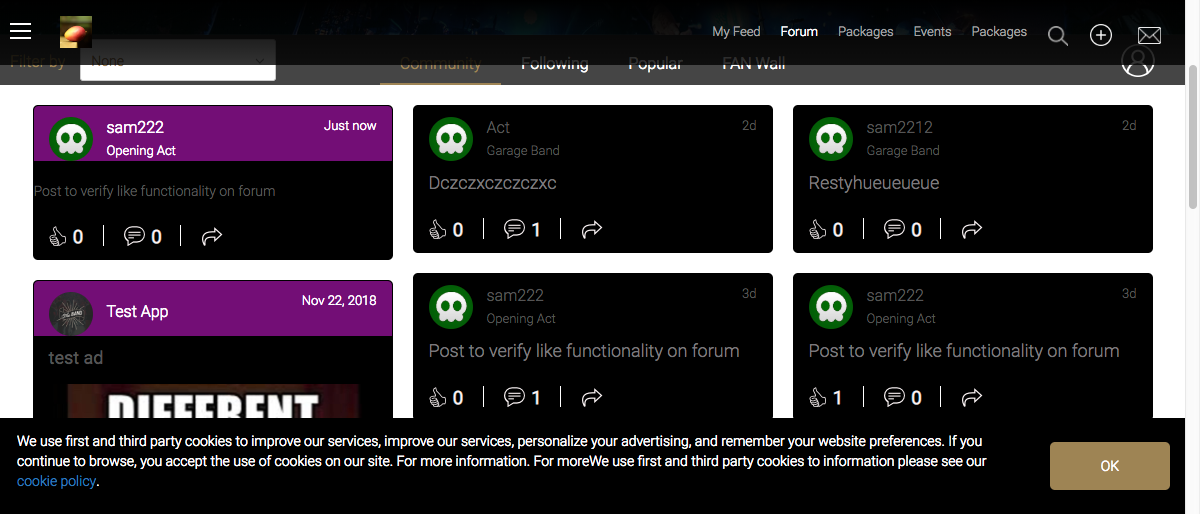 My Feed Forum Packages Events Packages
Filter by None Community Following Popular FAN Wall
sam222 Just now
Opening Act
Post to verify like functionality on forum
0 0
Act 2d
Garage Band
Dczczxczczczxc
0 1
sam2212 2d
Garage Band
Restyhueueueue
0 0
Test App Nov 22, 2018
test ad
DIFFERENT
sam222 3d
Opening Act
Post to verify like functionality on forum
0 1
sam222 3d
Opening Act
Post to verify like functionality on forum
1 0
We use first and third party cookies to improve our services, improve our services, personalize your advertising, and remember your website preferences. If you
continue to browse, you accept the use of cookies on our site. For more information. For moreWe use first and third party cookies to information please see our
cookie policy.
OK